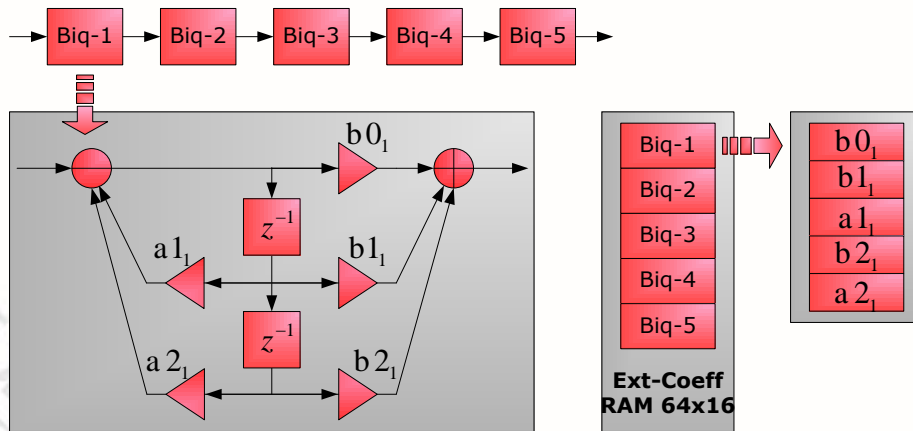 Biq-1 Biq-2 Biq-3 Biq-4 Biq-5
b0₁
z⁻¹
a1₁
b1₁
z⁻¹
a2₁
b2₁
Biq-1
Biq-2
Biq-3
Biq-4
Biq-5
Ext-Coeff
RAM 64x16
b0₁
b1₁
a1₁
b2₁
a2₁